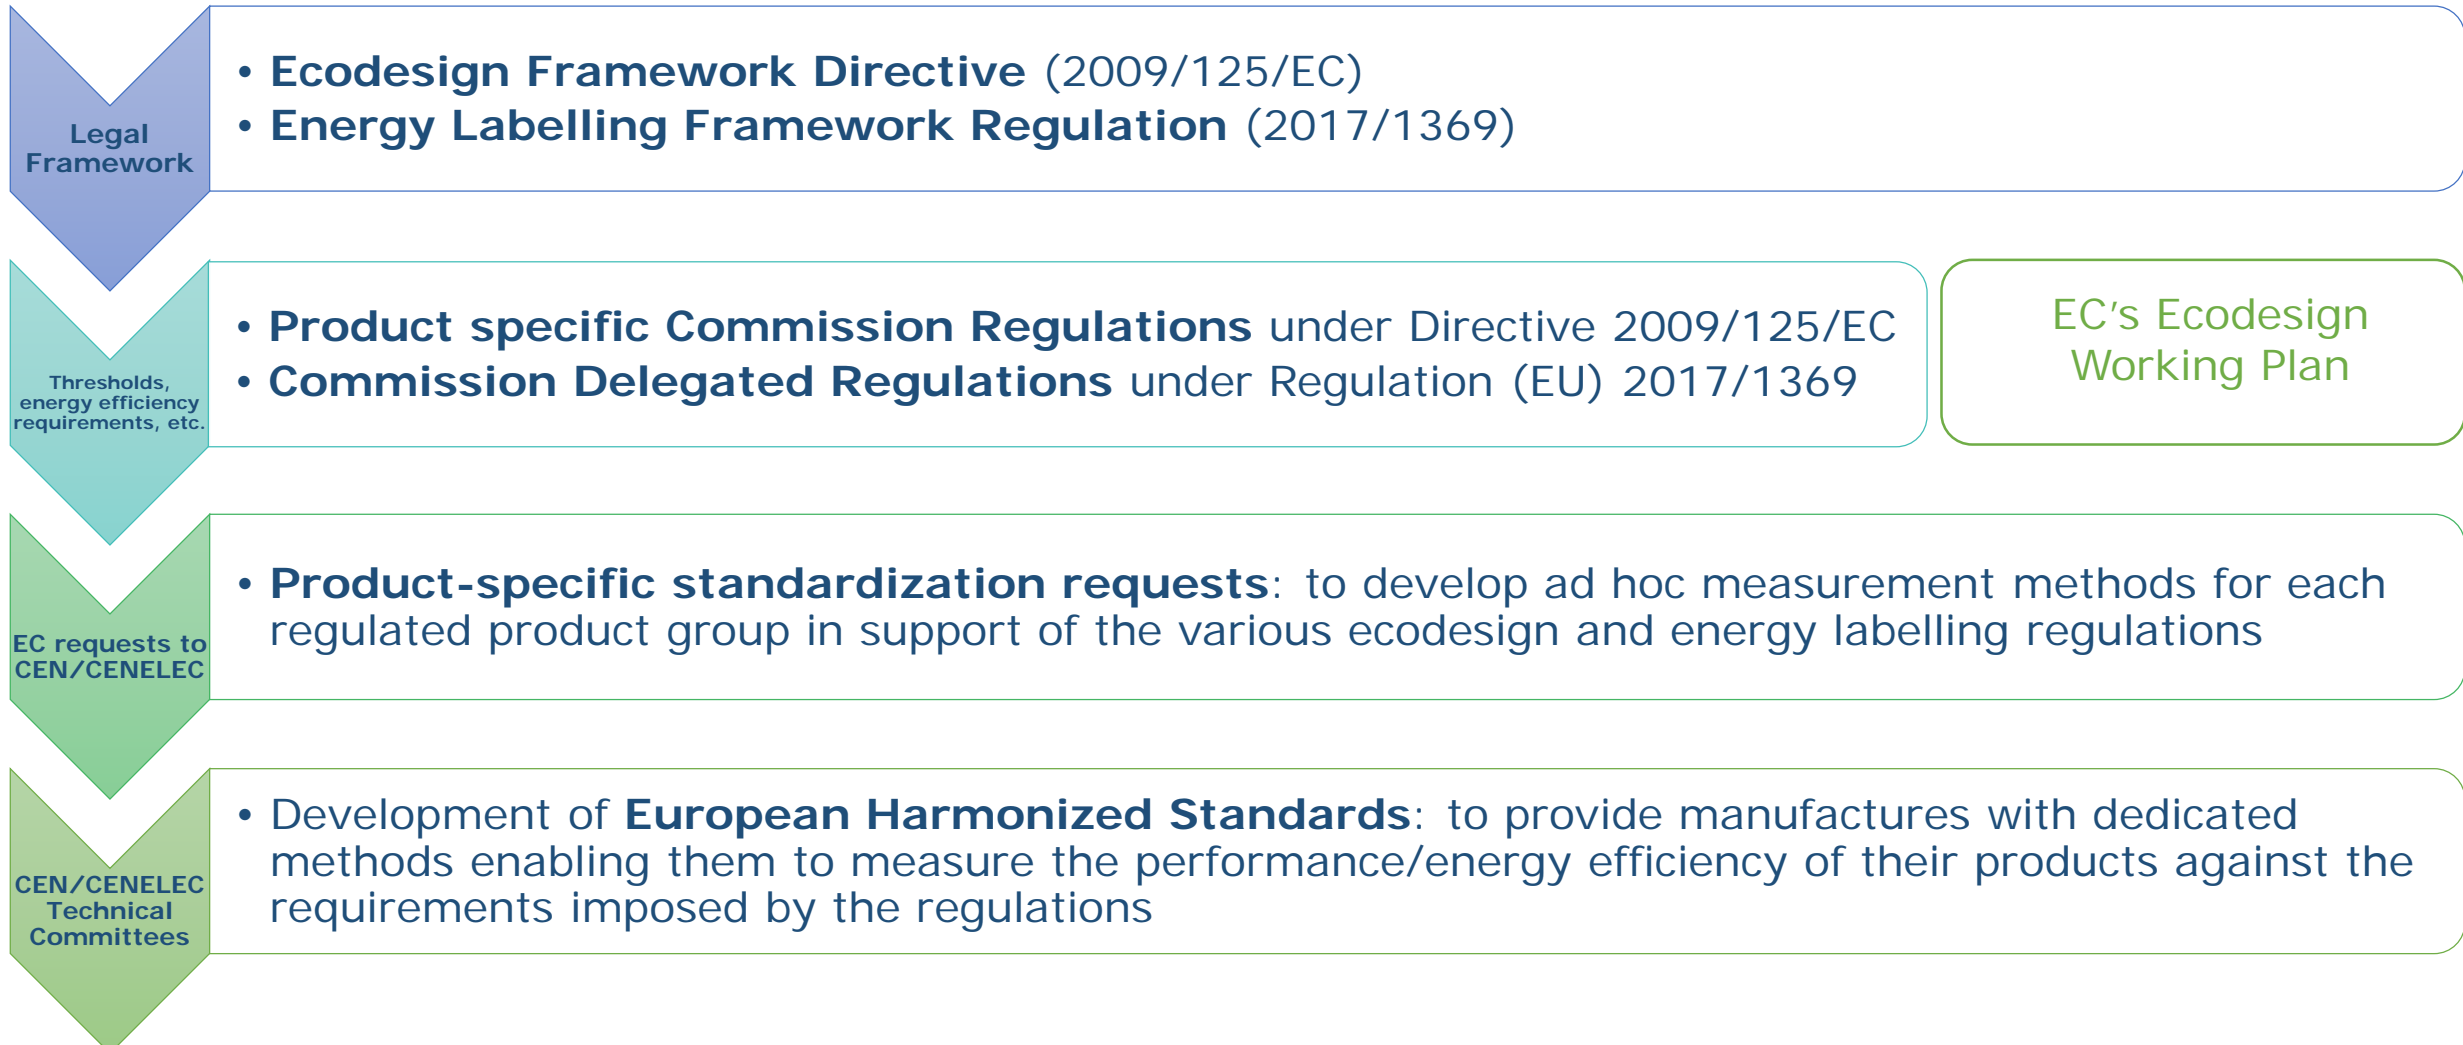 Legal
Framework
• Ecodesign Framework Directive (2009/125/EC)
• Energy Labelling Framework Regulation (2017/1369)
Thresholds,
energy efficiency
requirements, etc.
• Product specific Commission Regulations under Directive 2009/125/EC
• Commission Delegated Regulations under Regulation (EU) 2017/1369
EC’s Ecodesign
Working Plan
EC requests to
CEN/CENELEC
• Product-specific standardization requests: to develop ad hoc measurement methods for each
regulated product group in support of the various ecodesign and energy labelling regulations
CEN/CENELEC
Technical
Committees
• Development of European Harmonized Standards: to provide manufactures with dedicated
methods enabling them to measure the performance/energy efficiency of their products against the
requirements imposed by the regulations